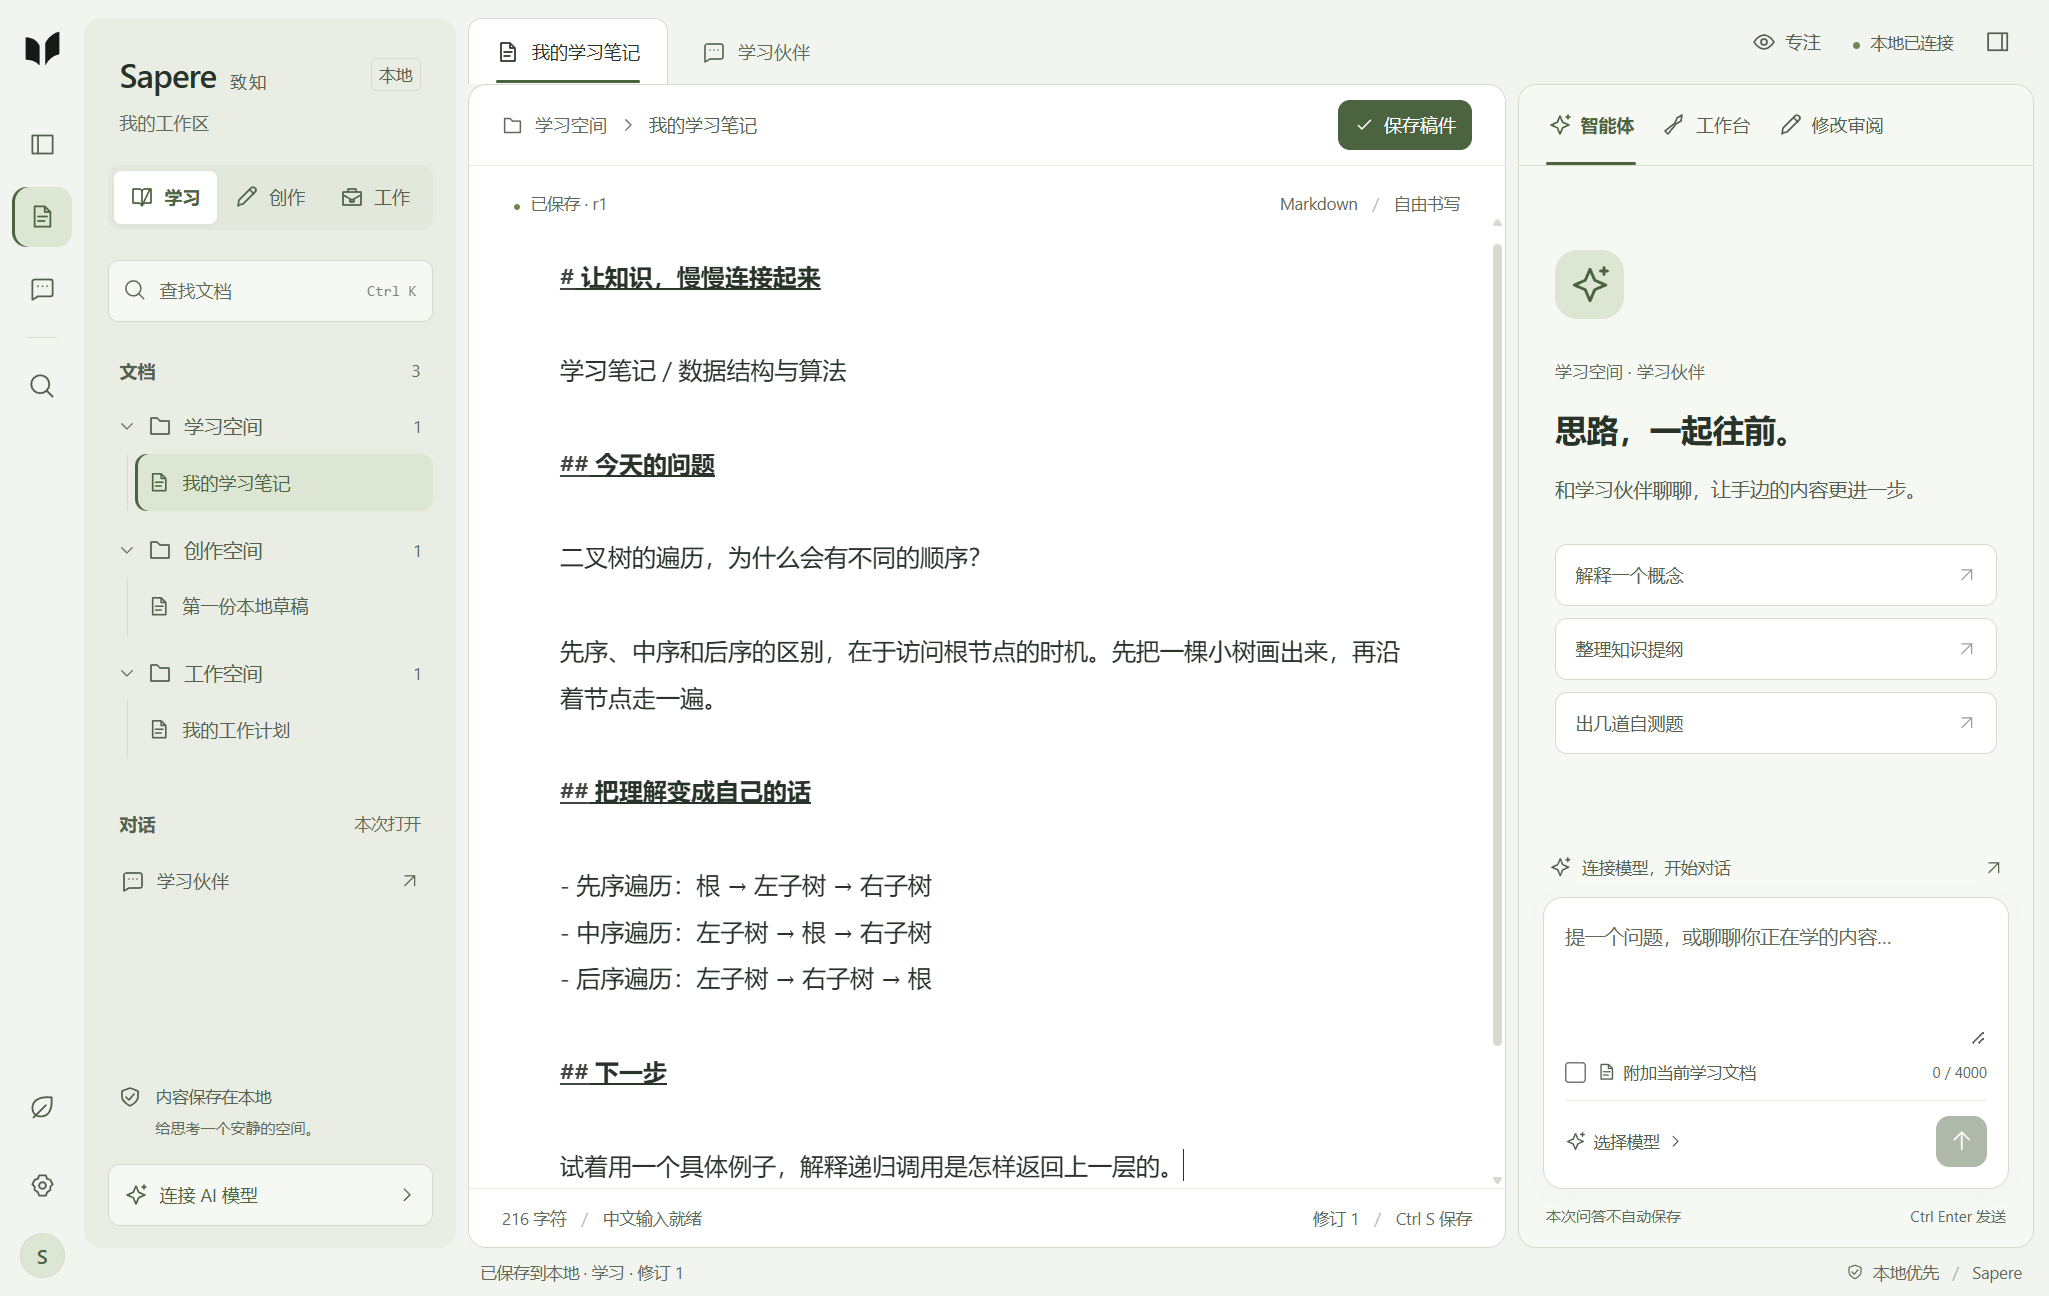 Sapere 致知
本地
我的工作区
学习
创作
工作
查找文档
Ctrl K
文档
3
学习空间
1
我的学习笔记
创作空间
1
第一份本地草稿
工作空间
1
我的工作计划
对话
本次打开
学习伙伴
内容保存在本地
给思考一个安静的空间。
连接 AI 模型
S
我的学习笔记
学习伙伴
专注
本地已连接
学习空间
我的学习笔记
保存稿件
已保存 · r1
Markdown / 自由书写
# 让知识，慢慢连接起来
学习笔记 / 数据结构与算法
## 今天的问题
二叉树的遍历，为什么会有不同的顺序？
先序、中序和后序的区别，在于访问根节点的时机。先把一棵小树画出来，再沿
着节点走一遍。
## 把理解变成自己的话
- 先序遍历：根 → 左子树 → 右子树
- 中序遍历：左子树 → 根 → 右子树
- 后序遍历：左子树 → 右子树 → 根
## 下一步
试着用一个具体例子，解释递归调用是怎样返回上一层的。
216 字符 / 中文输入就绪
修订 1 / Ctrl S 保存
已保存到本地 · 学习 · 修订 1
智能体
工作台
修改审阅
学习空间 · 学习伙伴
思路，一起往前。
和学习伙伴聊聊，让手边的内容更进一步。
解释一个概念
整理知识提纲
出几道自测题
连接模型，开始对话
提一个问题，或聊聊你正在学的内容...
附加当前学习文档
0 / 4000
选择模型
本次问答不自动保存
Ctrl Enter 发送
本地优先 / Sapere